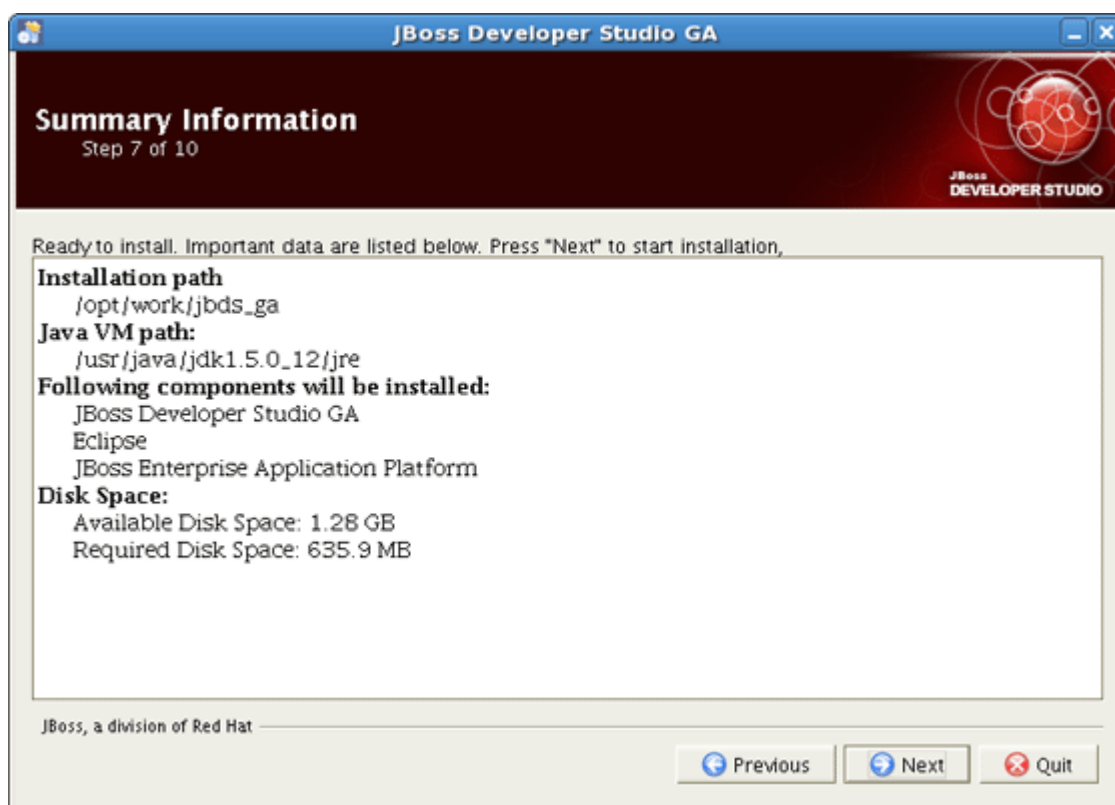 JBoss Developer Studio GA
Summary Information
Step 7 of 10
JBoss
DEVELOPER STUDIO
Ready to install. Important data are listed below. Press "Next" to start installation,
Installation path
/opt/work/jbds_ga
Java VM path:
/usr/java/jdk1.5.0_12/jre
Following components will be installed:
JBoss Developer Studio GA
Eclipse
JBoss Enterprise Application Platform
Disk Space:
Available Disk Space: 1.28 GB
Required Disk Space: 635.9 MB
JBoss, a division of Red Hat
Previous Next Quit